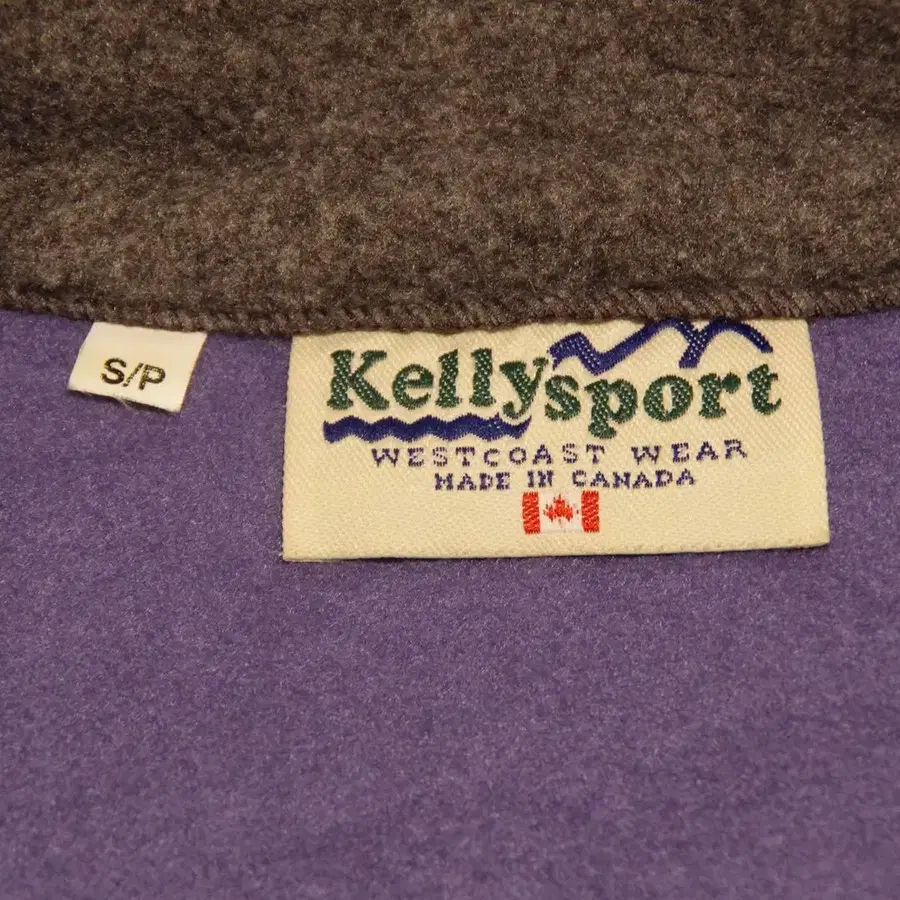 S/P
Kellysport
WESTCOAST WEAR
MADE IN CANADA